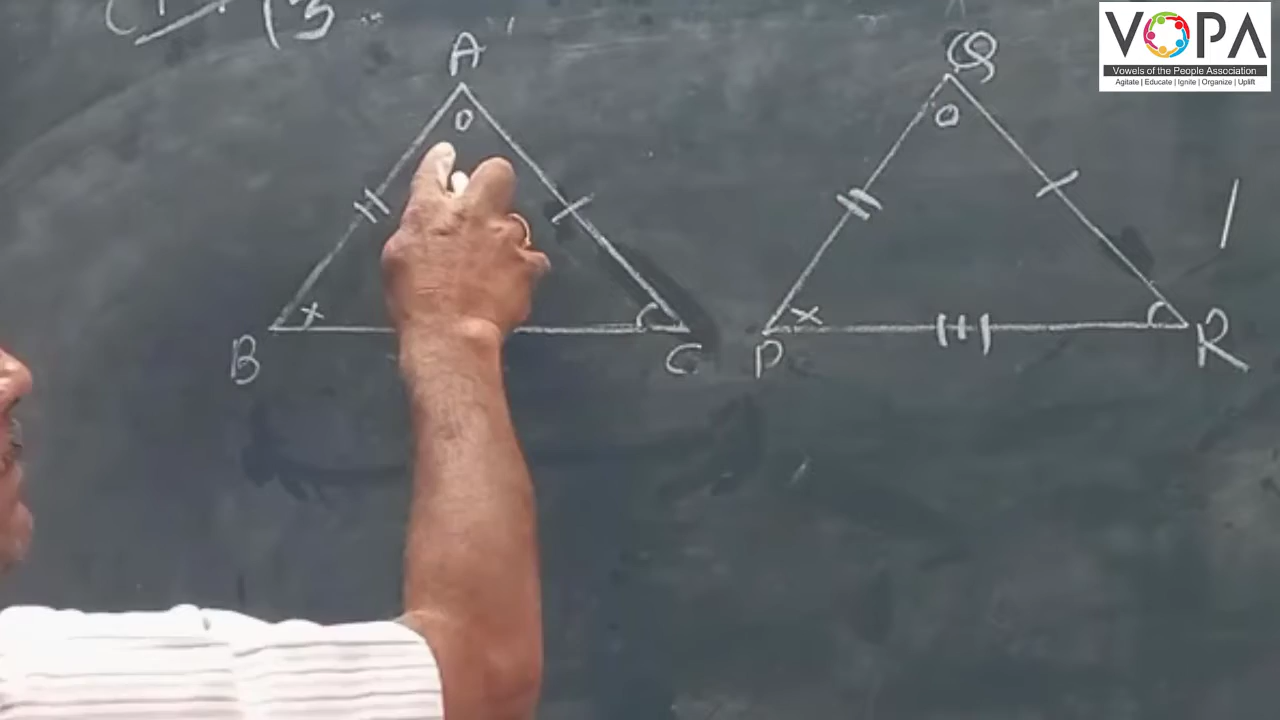 VOPA
Vowels of the People Association
Agitate | Educate | Ignite | Organize | Uplift
A
Q
O
O
x
x
B
C
P
R